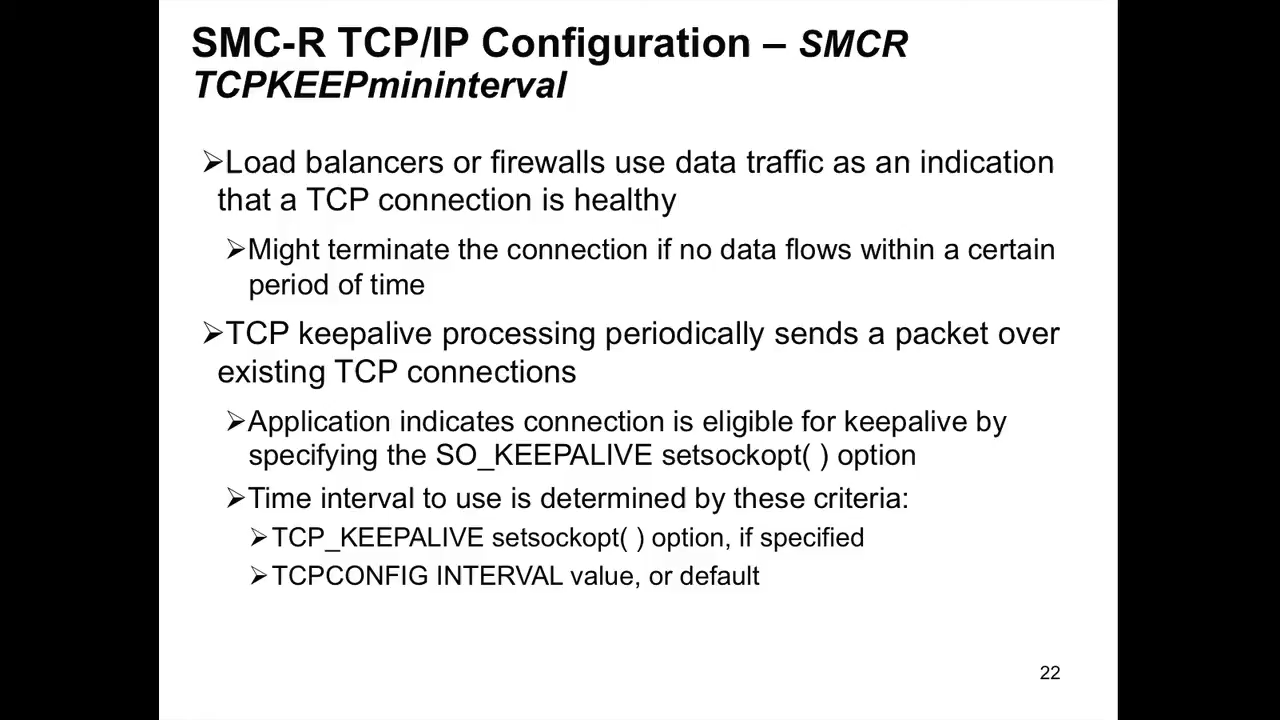 SMC-R TCP/IP Configuration – SMCR
TCPKEEPmininterval
➢Load balancers or firewalls use data traffic as an indication
that a TCP connection is healthy
➢Might terminate the connection if no data flows within a certain
period of time
➢TCP keepalive processing periodically sends a packet over
existing TCP connections
➢Application indicates connection is eligible for keepalive by
specifying the SO_KEEPALIVE setsockopt( ) option
➢Time interval to use is determined by these criteria:
➢TCP_KEEPALIVE setsockopt( ) option, if specified
➢TCPCONFIG INTERVAL value, or default
22